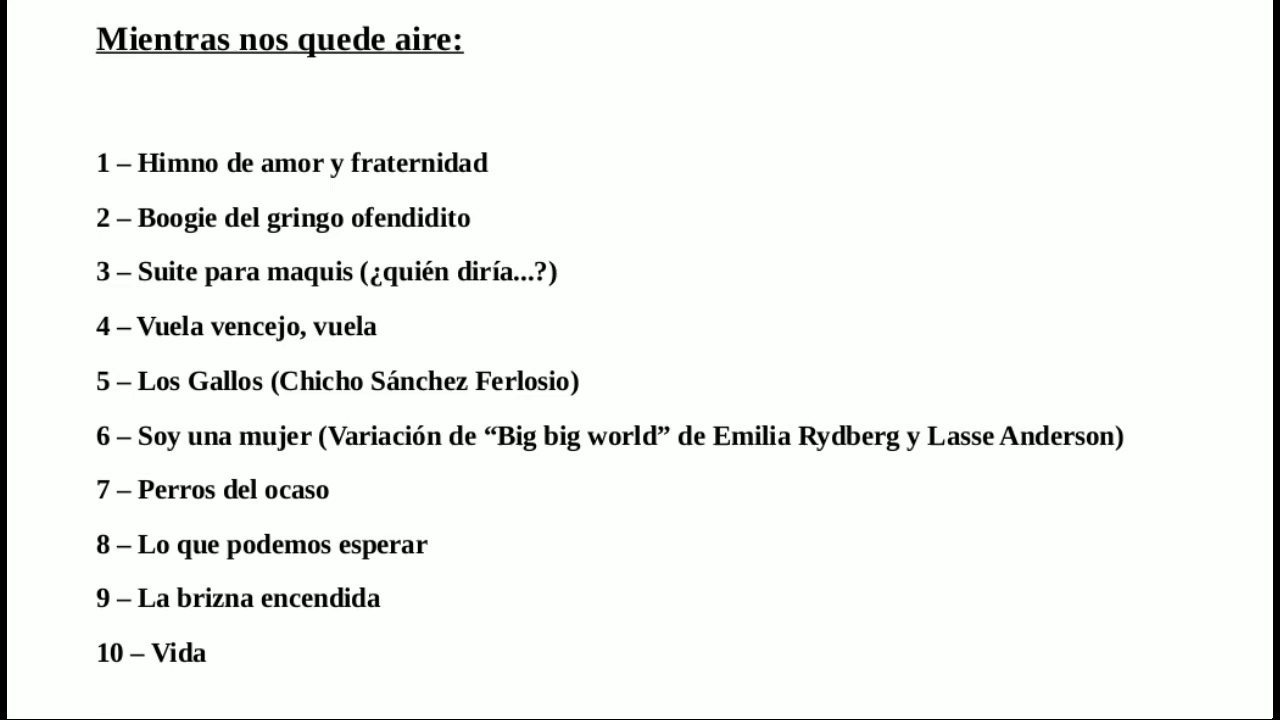 Mientras nos quede aire:
1 – Himno de amor y fraternidad
2 – Boogie del gringo ofendidito
3 – Suite para maquis (¿quién diría...?)
4 – Vuela vencejo, vuela
5 – Los Gallos (Chicho Sánchez Ferlosio)
6 – Soy una mujer (Variación de “Big big world” de Emilia Rydberg y Lasse Anderson)
7 – Perros del ocaso
8 – Lo que podemos esperar
9 – La brizna encendida
10 – Vida